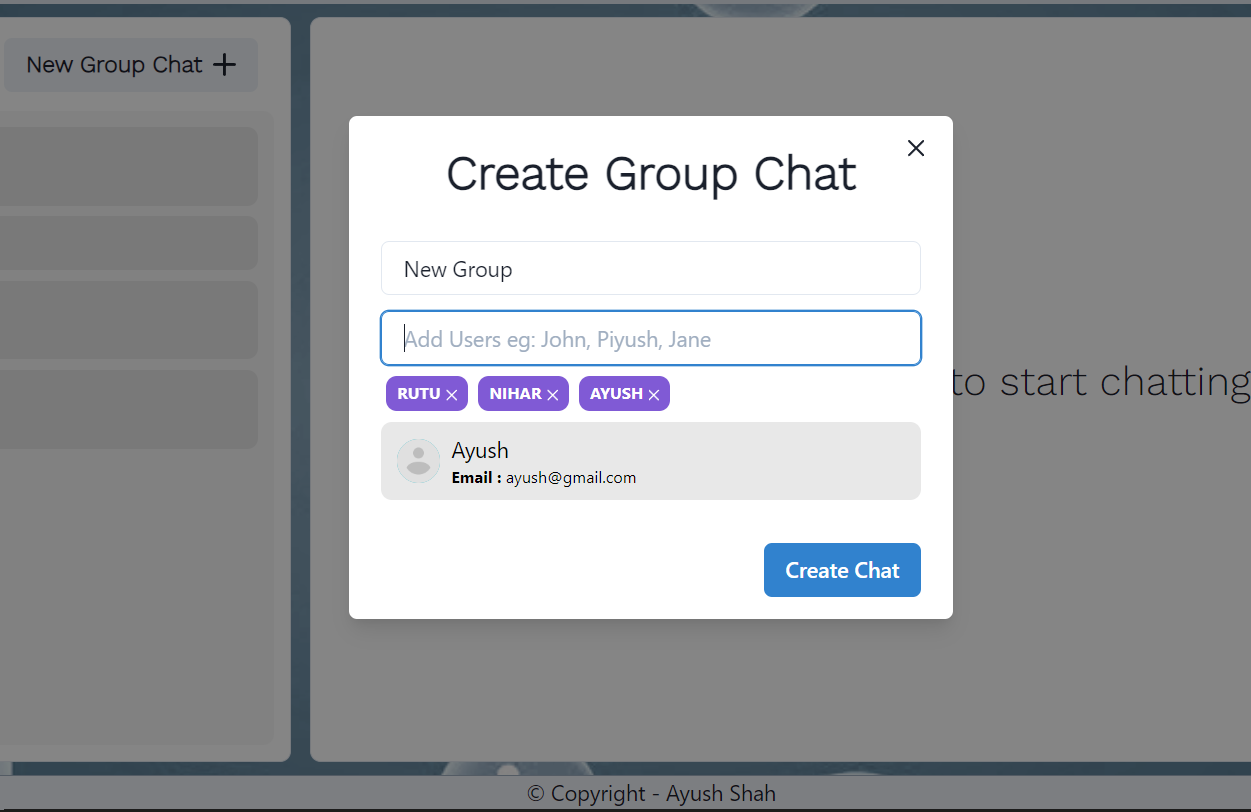 New Group Chat
Create Group Chat
New Group
Add Users eg: John, Piyush, Jane
RUTU NIHAR AYUSH
Ayush
Email : ayush@gmail.com
Create Chat
to start chatting
© Copyright - Ayush Shah